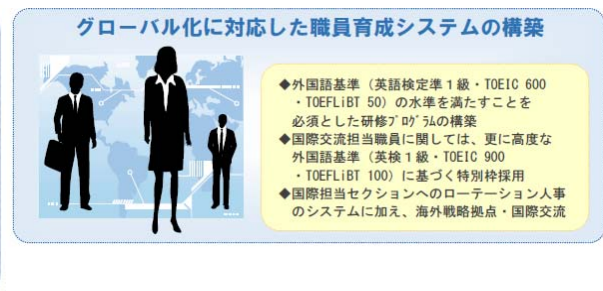 グローバル化に対応した職員育成システムの構築
◆外国語基準（英語検定準１級・TOEIC 600
・TOEFLiBT 50）の水準を満たすことを
必須とした研修ﾌﾟﾛｸﾞﾗﾑの構築
◆国際交流担当職員に関しては、更に高度な
外国語基準（英検１級・TOEIC 900
・TOEFLiBT 100）に基づく特別枠採用
◆国際担当セクションへのローテーション人事
のシステムに加え、海外戦略拠点・国際交流